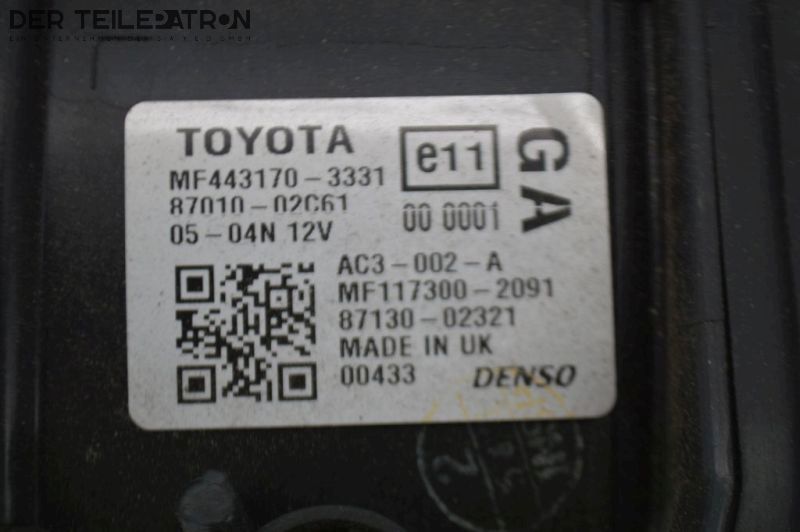 DER TEILEPATRON
TOYOTA
e11
GA
MF443170-3331
87010-02C61
00 0001
05-04N 12V
AC3-002-A
MF117300-2091
87130-02321
MADE IN UK
00433
DENSO
2